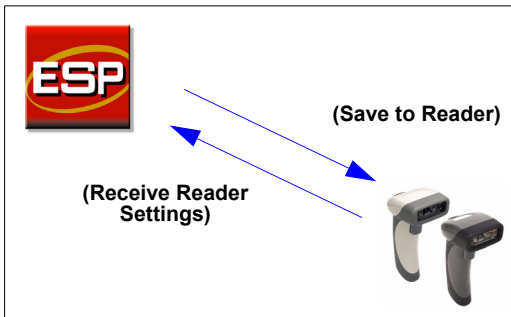 ESP
(Save to Reader)
(Receive Reader
Settings)